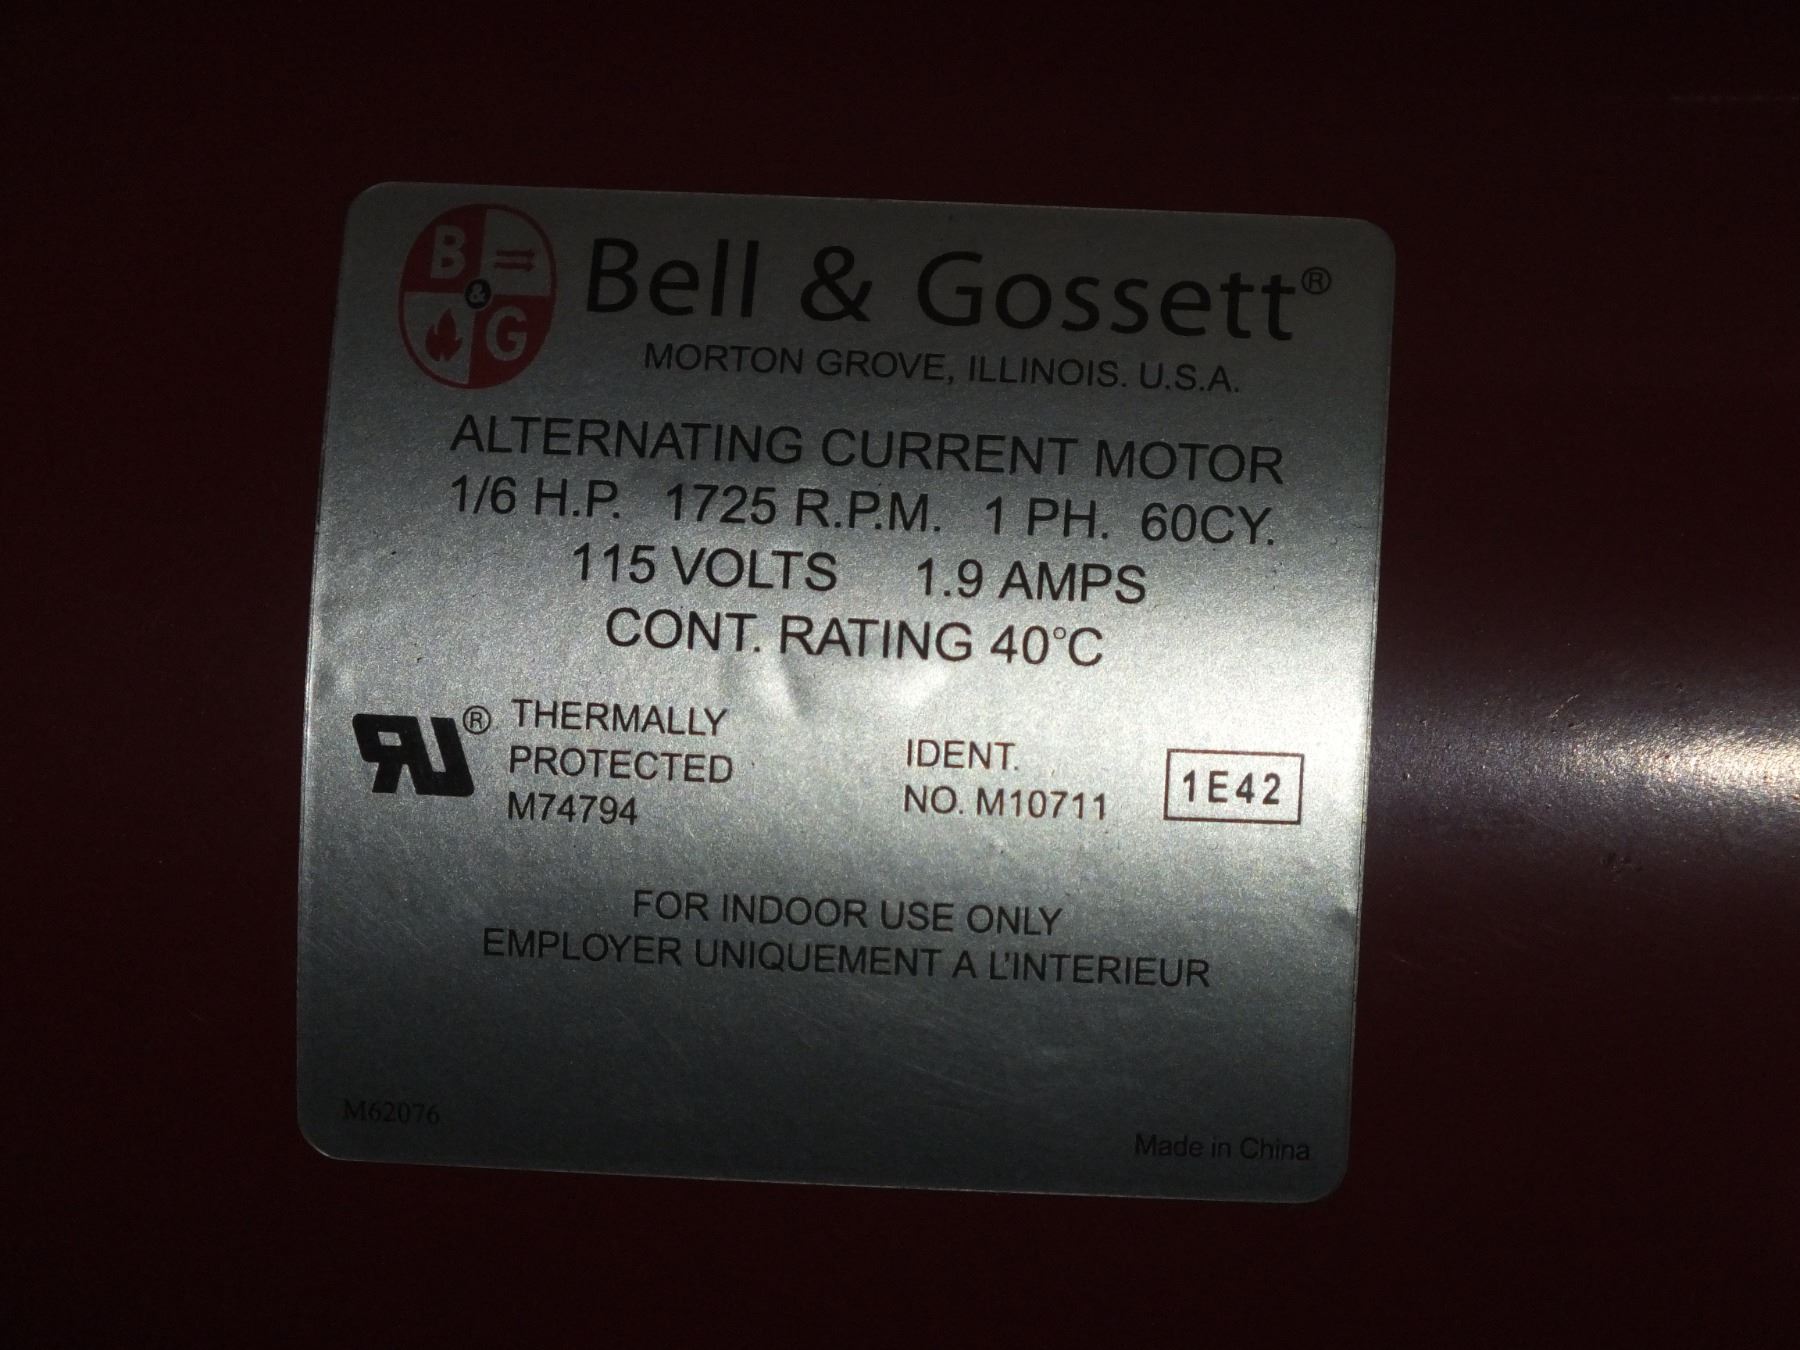 B
&
G
Bell & Gossett®
MORTON GROVE, ILLINOIS. U.S.A.
ALTERNATING CURRENT MOTOR
1/6 H.P. 1725 R.P.M. 1 PH. 60CY.
115 VOLTS 1.9 AMPS
CONT. RATING 40°C
RU® THERMALLY
PROTECTED
M74794
IDENT.
NO. M10711
1E42
FOR INDOOR USE ONLY
EMPLOYER UNIQUEMENT A L'INTERIEUR
M62076
Made in China